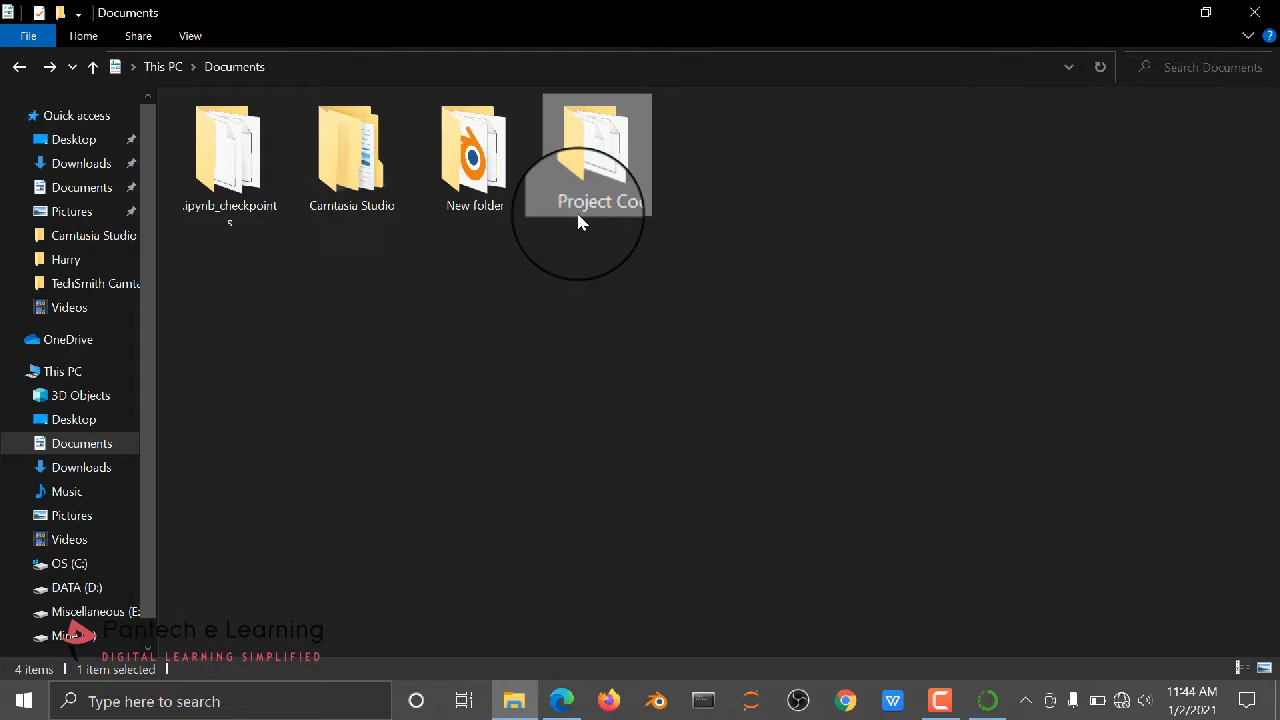 Documents
File Home Share View
This PC Documents
Search Documents
Quick access
Desktop
Downloads
Documents
Pictures
Camtasia Studio
Harry
TechSmith Camta
Videos
OneDrive
This PC
3D Objects
Desktop
Documents
Downloads
Music
Pictures
Videos
OS (C:)
DATA (D:)
Miscellaneous (E:
.ipynb_checkpoint
s
Camtasia Studio
New folder
Project Co
Pantech e Learning
DIGITAL LEARNING SIMPLIFIED
4 items 1 item selected
Type here to search
11:44 AM
1/2/2021